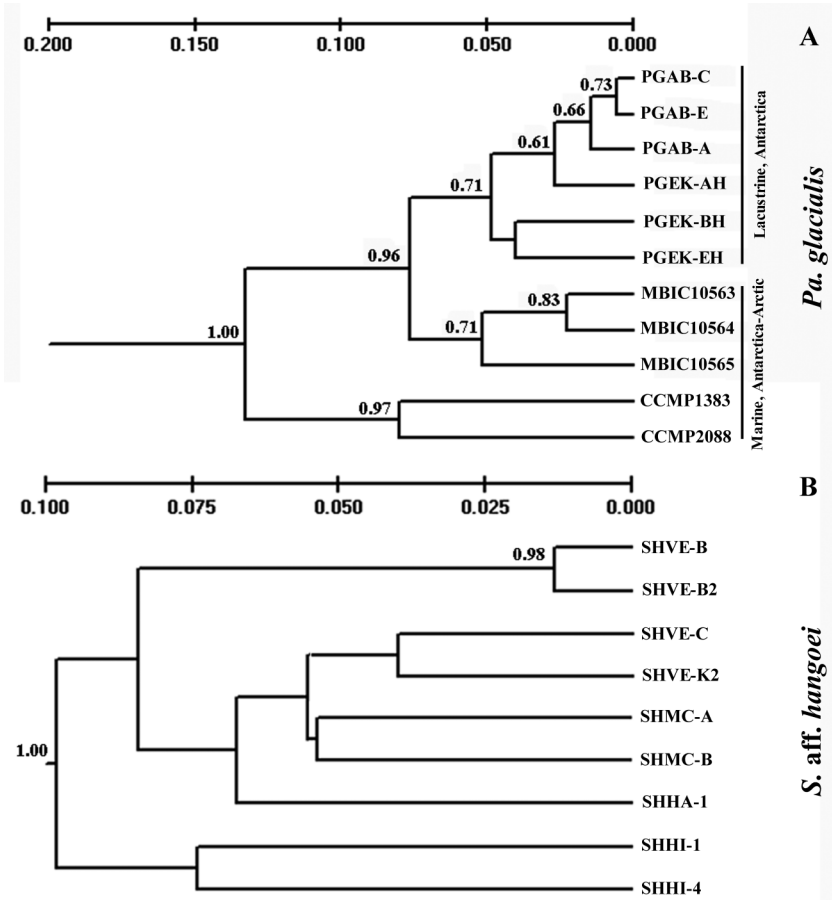 A
0.200 0.150 0.100 0.050 0.000
PGAB-C
0.73
PGAB-E
0.66
PGAB-A
0.61
PGEK-AH
0.71
PGEK-BH
PGEK-EH
0.96
MBIC10563
0.83
MBIC10564
0.71
MBIC10565
1.00
CCMP1383
0.97
CCMP2088
Lacustrine, Antarctica
Marine, Antarctica-Arctic
Pa. glacialis
B
0.100 0.075 0.050 0.025 0.000
SHVE-B
0.98
SHVE-B2
SHVE-C
SHVE-K2
SHMC-A
SHMC-B
1.00
SHHA-1
SHHI-1
SHHI-4
S. aff. hangoei